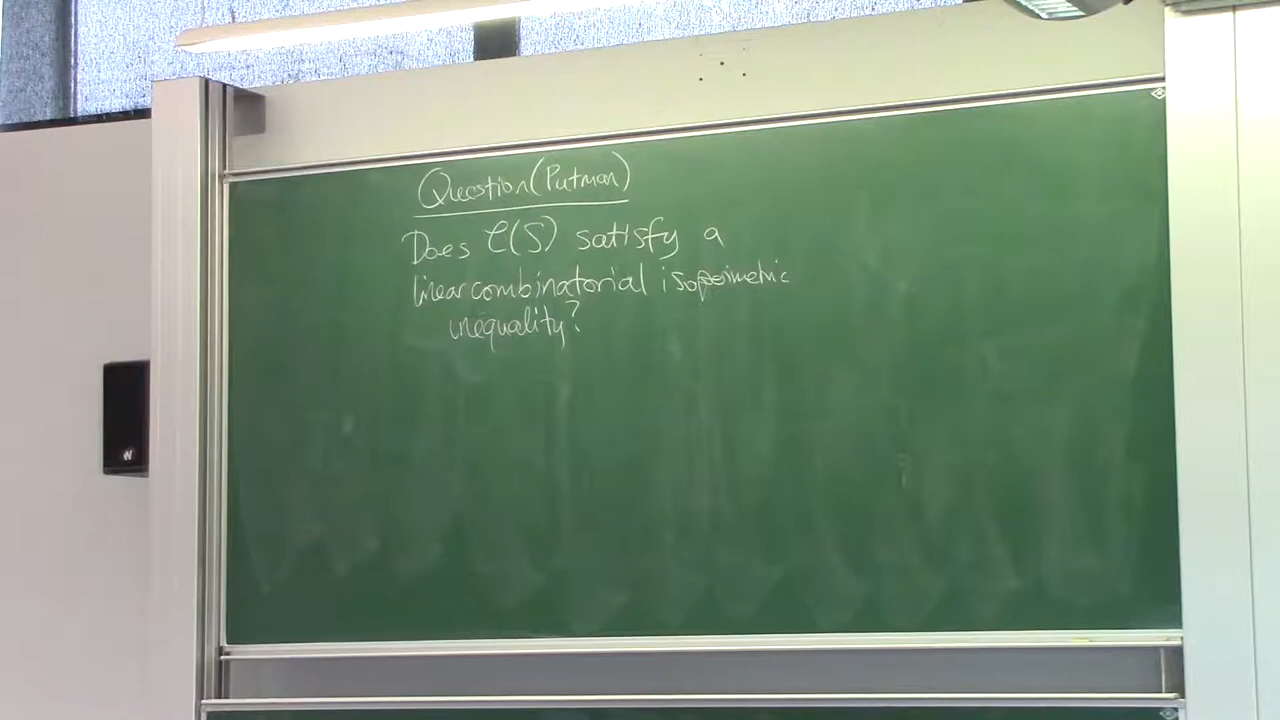 Question (Putman)
Does C(S) satisfy a
linear combinatorial isoperimetric
inequality?
W